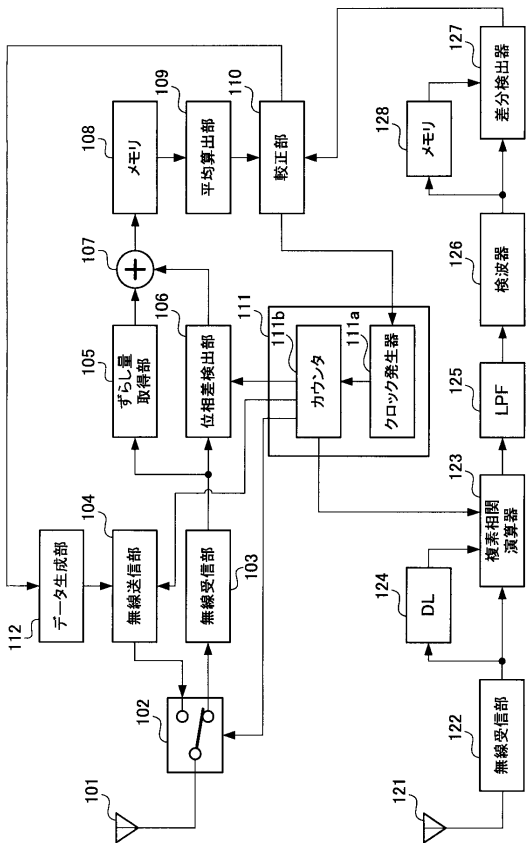 101
102
112
データ生成部
104
無線送信部
無線受信部
103
105
ずらし量
取得部
106
位相差検出部
107
108
メモリ
109
平均算出部
110
較正部
111
111b
カウンタ
111a
クロック発生器
121
122
無線受信部
124
DL
123
複素相関
演算器
125
LPF
126
検波器
128
メモリ
127
差分検出器